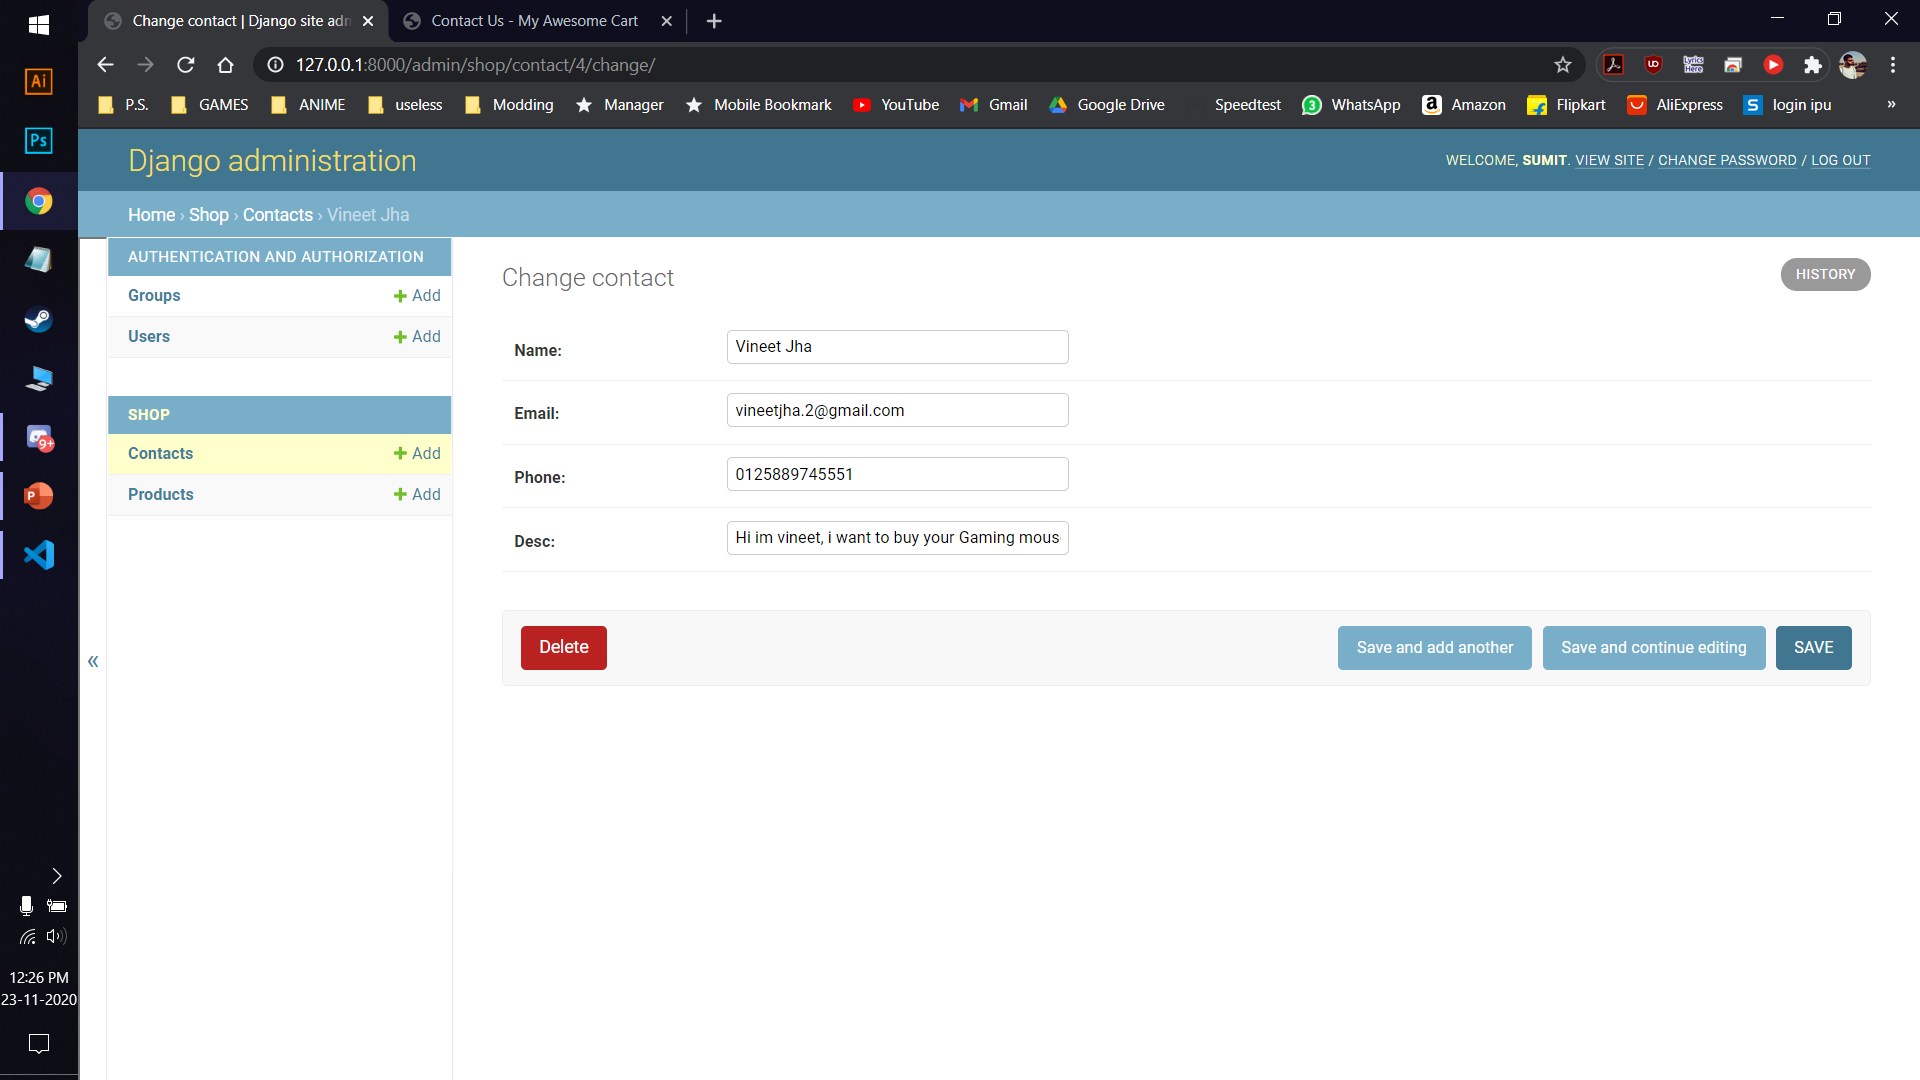 Change contact | Django site adm
Contact Us - My Awesome Cart
127.0.0.1:8000/admin/shop/contact/4/change/
P.S. GAMES ANIME useless Modding Manager Mobile Bookmark YouTube Gmail Google Drive Speedtest WhatsApp Amazon Flipkart AliExpress login ipu »
Django administration
WELCOME, SUMIT. VIEW SITE / CHANGE PASSWORD / LOG OUT
Home › Shop › Contacts › Vineet Jha
AUTHENTICATION AND AUTHORIZATION
Groups + Add
Users + Add
SHOP
Contacts + Add
Products + Add
«
Change contact
HISTORY
Name: Vineet Jha
Email: vineetjha.2@gmail.com
Phone: 0125889745551
Desc: Hi im vineet, i want to buy your Gaming mous
Delete
Save and add another
Save and continue editing
SAVE
Ai
Ps
9+
P
12:26 PM
23-11-2020